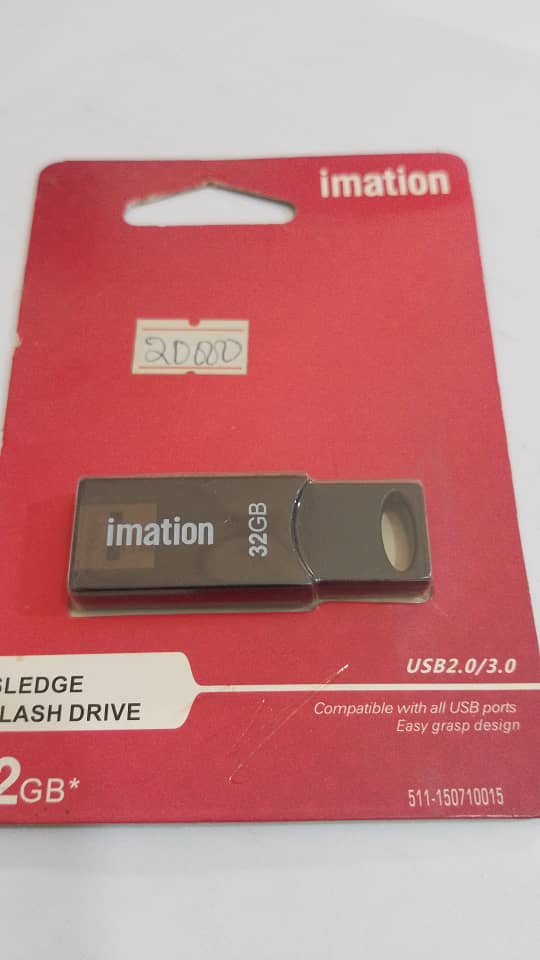 imation
20000
imation
32GB
SLEDGE
LASH DRIVE
2GB*
USB2.0/3.0
Compatible with all USB ports
Easy grasp design
511-150710015